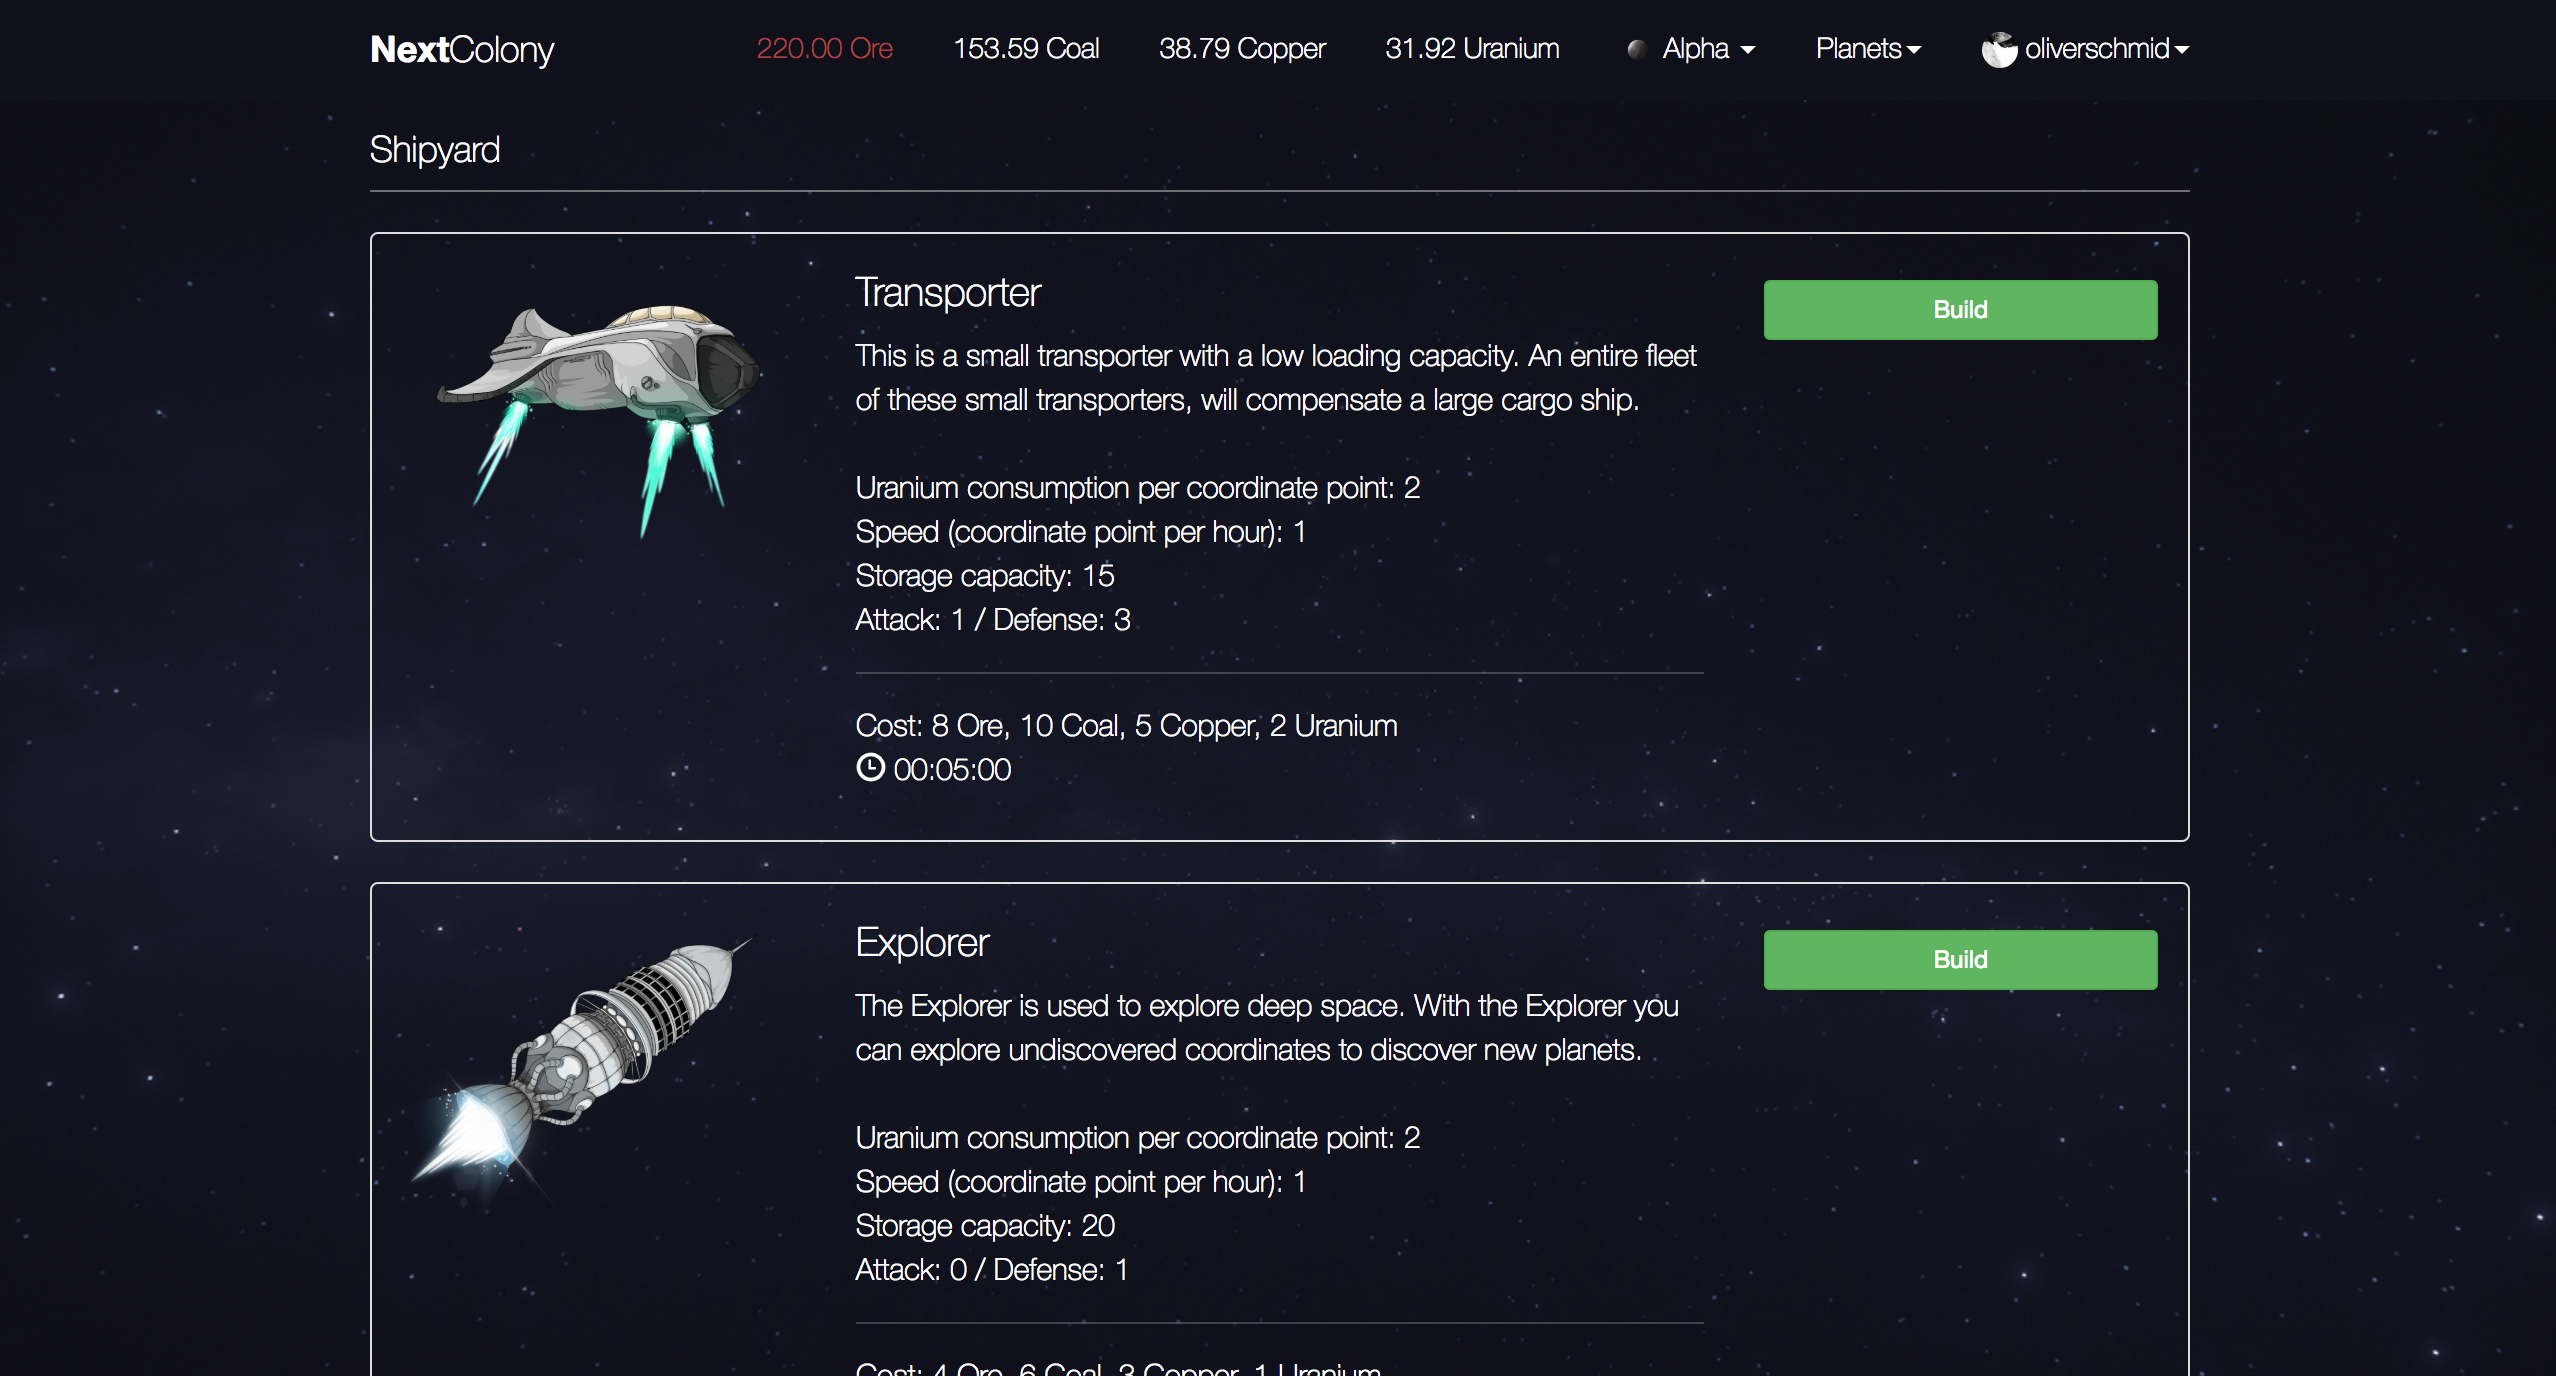 NextColony 220.00 Ore 153.59 Coal 38.79 Copper 31.92 Uranium Alpha Planets oliverschmid
Shipyard
Transporter
Build
This is a small transporter with a low loading capacity. An entire fleet
of these small transporters, will compensate a large cargo ship.
Uranium consumption per coordinate point: 2
Speed (coordinate point per hour): 1
Storage capacity: 15
Attack: 1 / Defense: 3
Cost: 8 Ore, 10 Coal, 5 Copper, 2 Uranium
00:05:00
Explorer
Build
The Explorer is used to explore deep space. With the Explorer you
can explore undiscovered coordinates to discover new planets.
Uranium consumption per coordinate point: 2
Speed (coordinate point per hour): 1
Storage capacity: 20
Attack: 0 / Defense: 1
Cost: 4 Ore, 6 Coal, 3 Copper, 1 Uranium